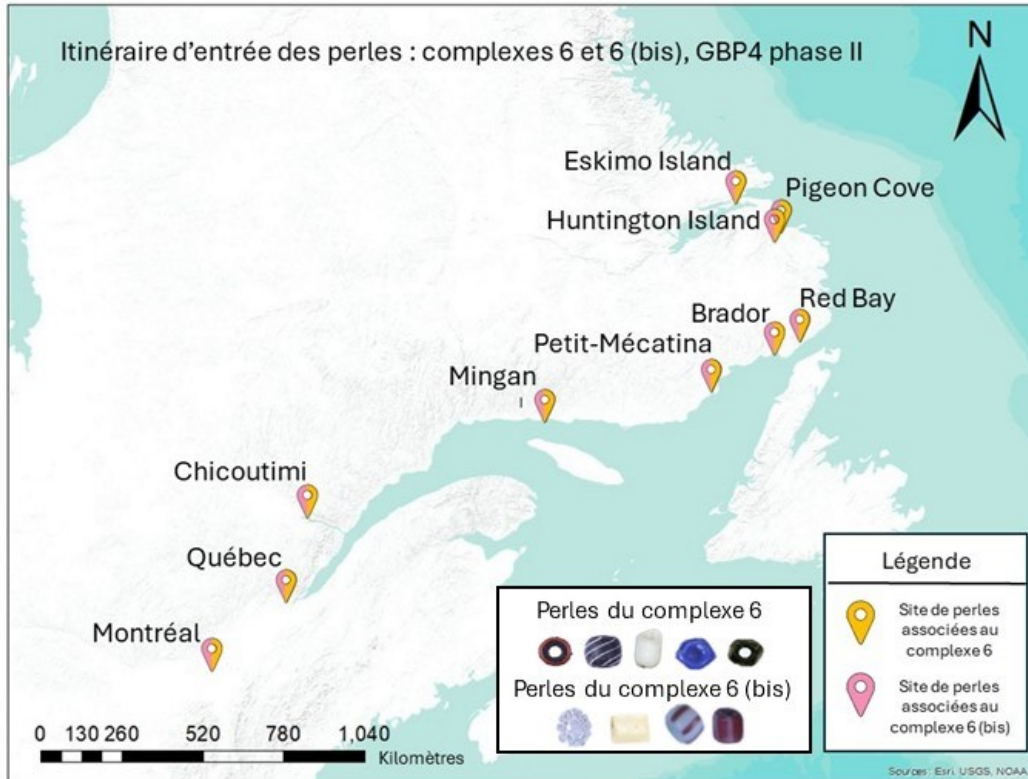 Itinéraire d'entrée des perles : complexes 6 et 6 (bis), GBP4 phase II
N
Eskimo Island
Pigeon Cove
Huntington Island
Red Bay
Brador
Petit-Mécatina
Mingan
Chicoutimi
Québec
Montréal
Perles du complexe 6
Perles du complexe 6 (bis)
Légende
Site de perles
associées au
complexe 6
Site de perles
associées au
complexe 6 (bis)
0 130 260 520 780 1,040
Kilomètres
Sources: Esri, USGS, NOAA